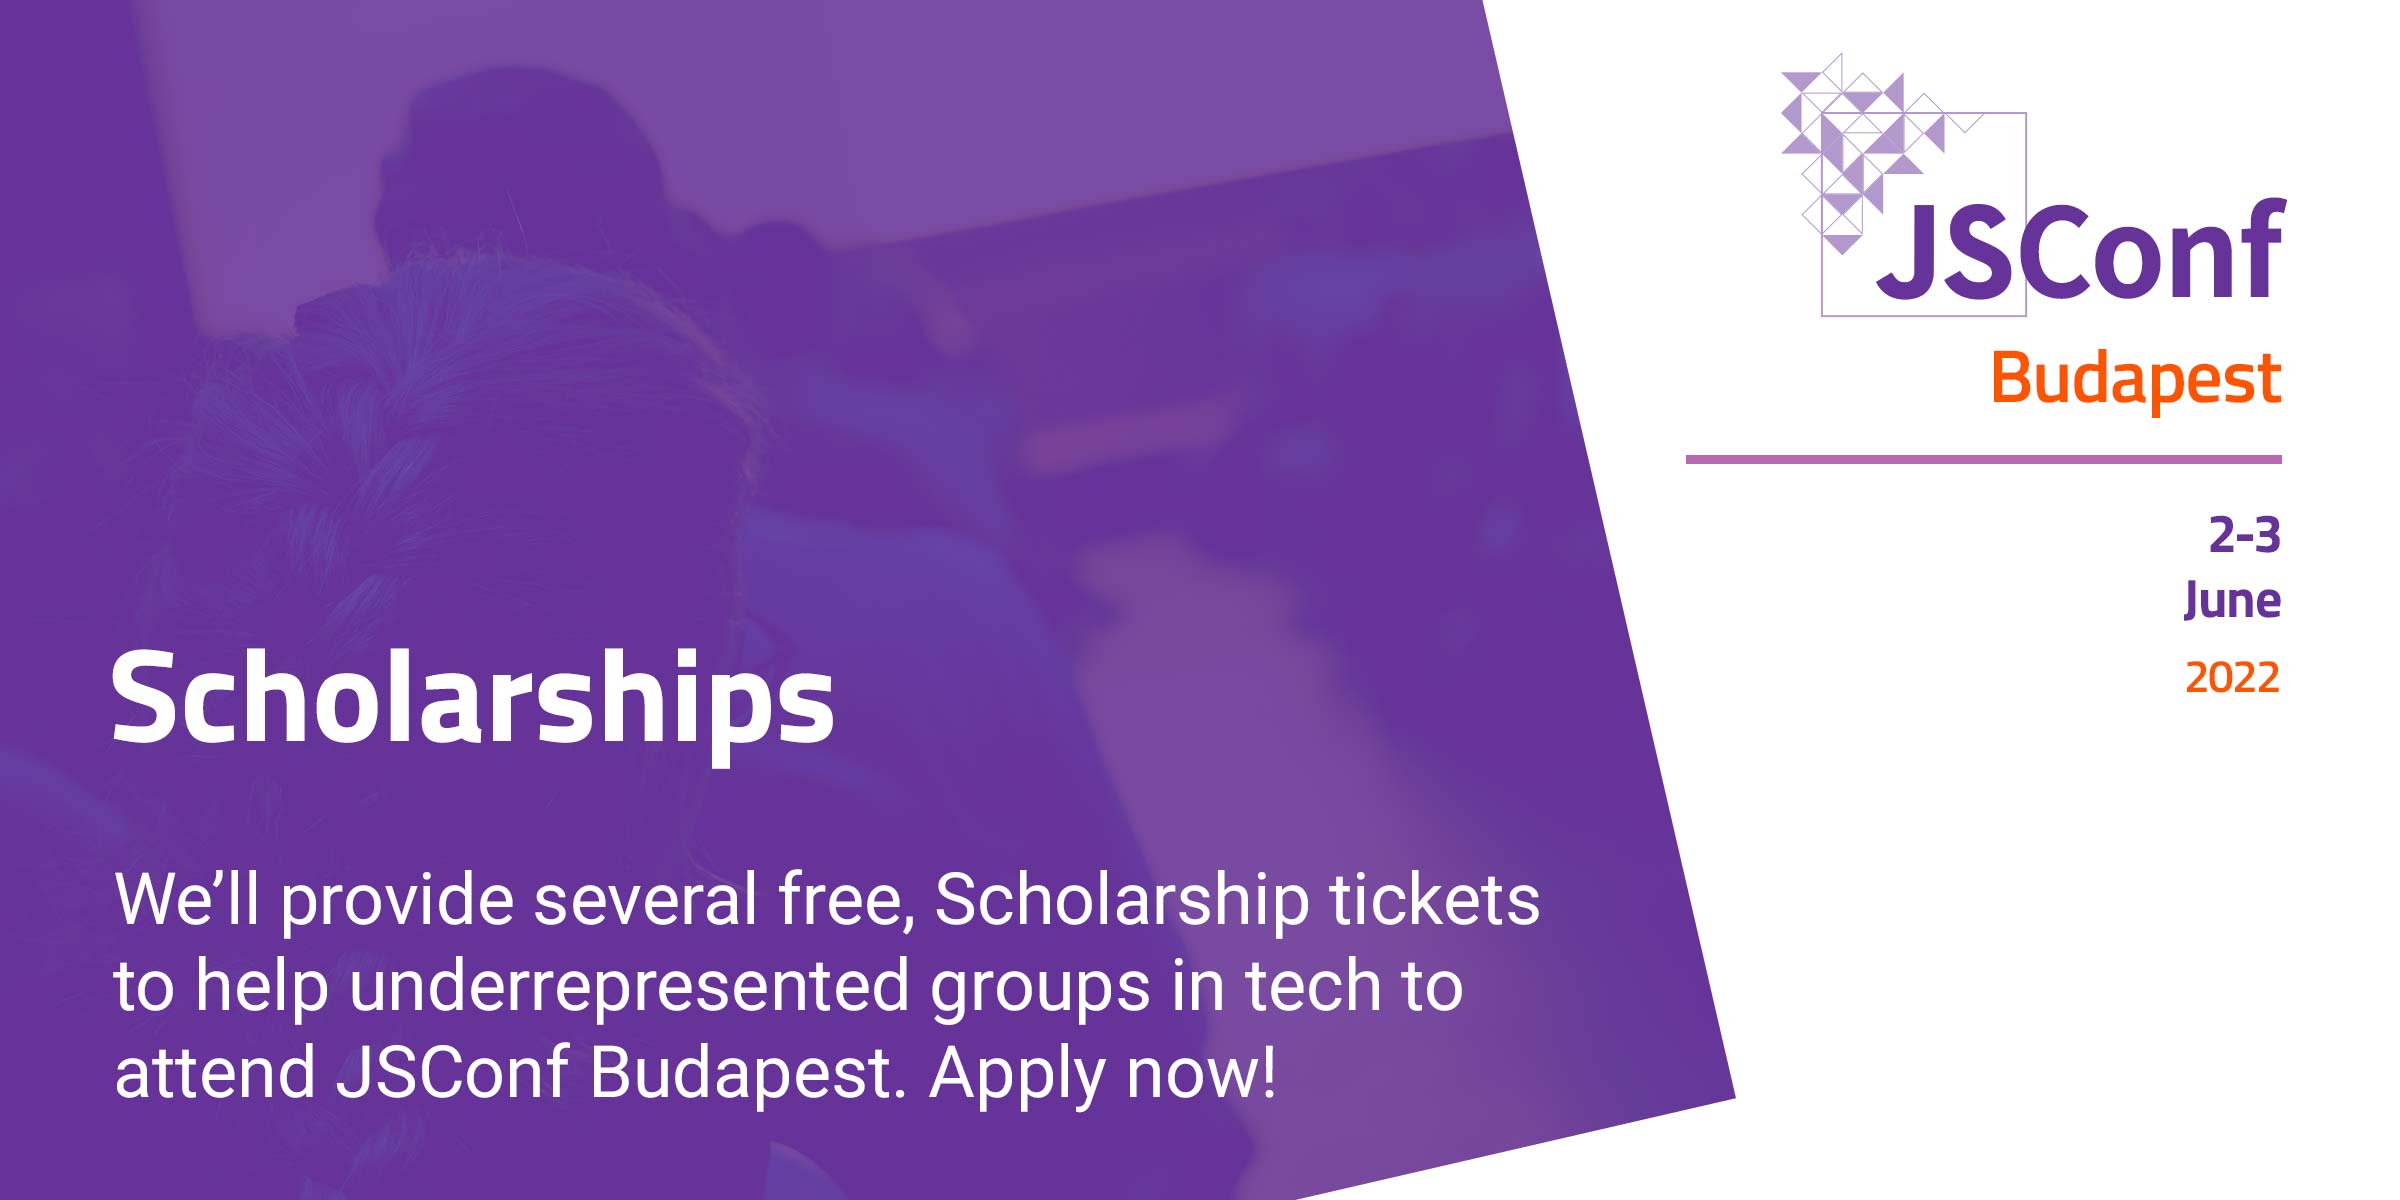 Scholarships
We’ll provide several free, Scholarship tickets
to help underrepresented groups in tech to
attend JSConf Budapest. Apply now!
JSConf
Budapest
2-3
June
2022